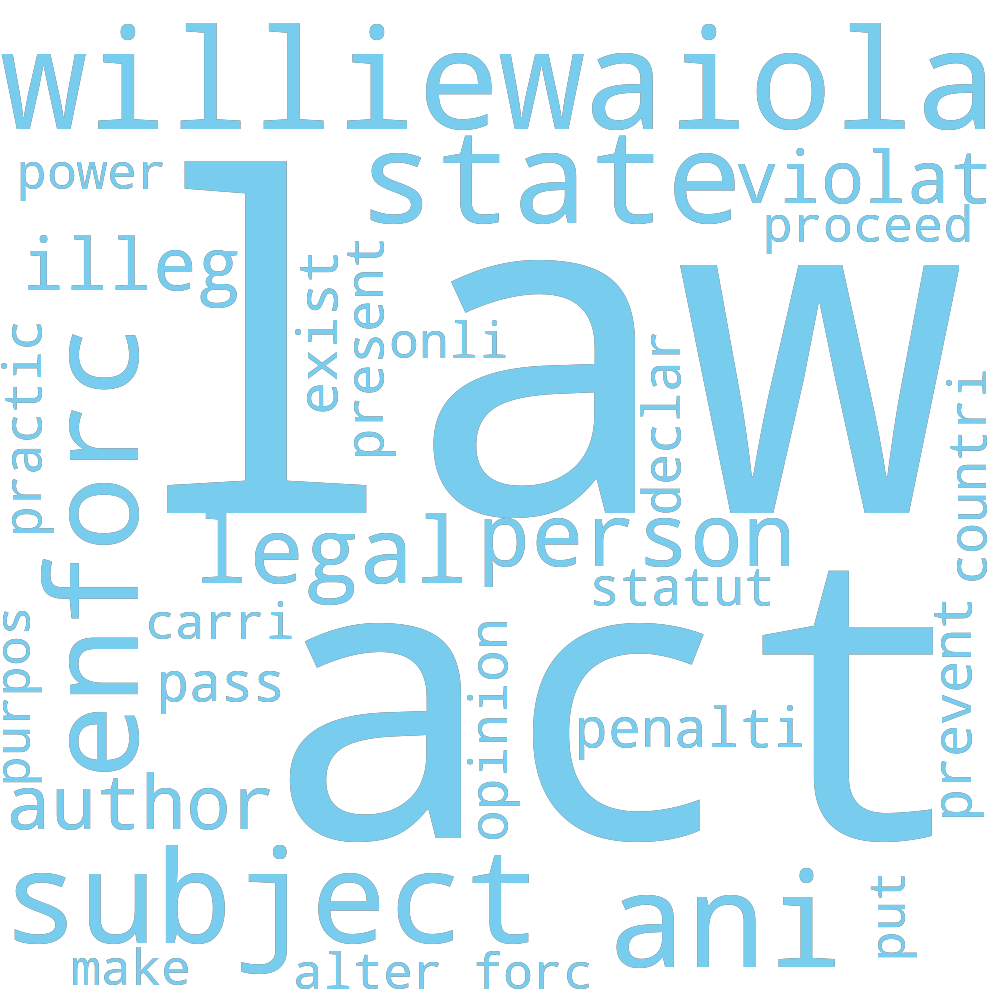 williewaiola
power
state
violat
proceed
illeg
law
exist
present
onli
declar
practic
enforc
countri
legal
person
statut
carri
act
pass
opinion
penalti
prevent
purpos
author
subject
ani
put
make
alter
forc